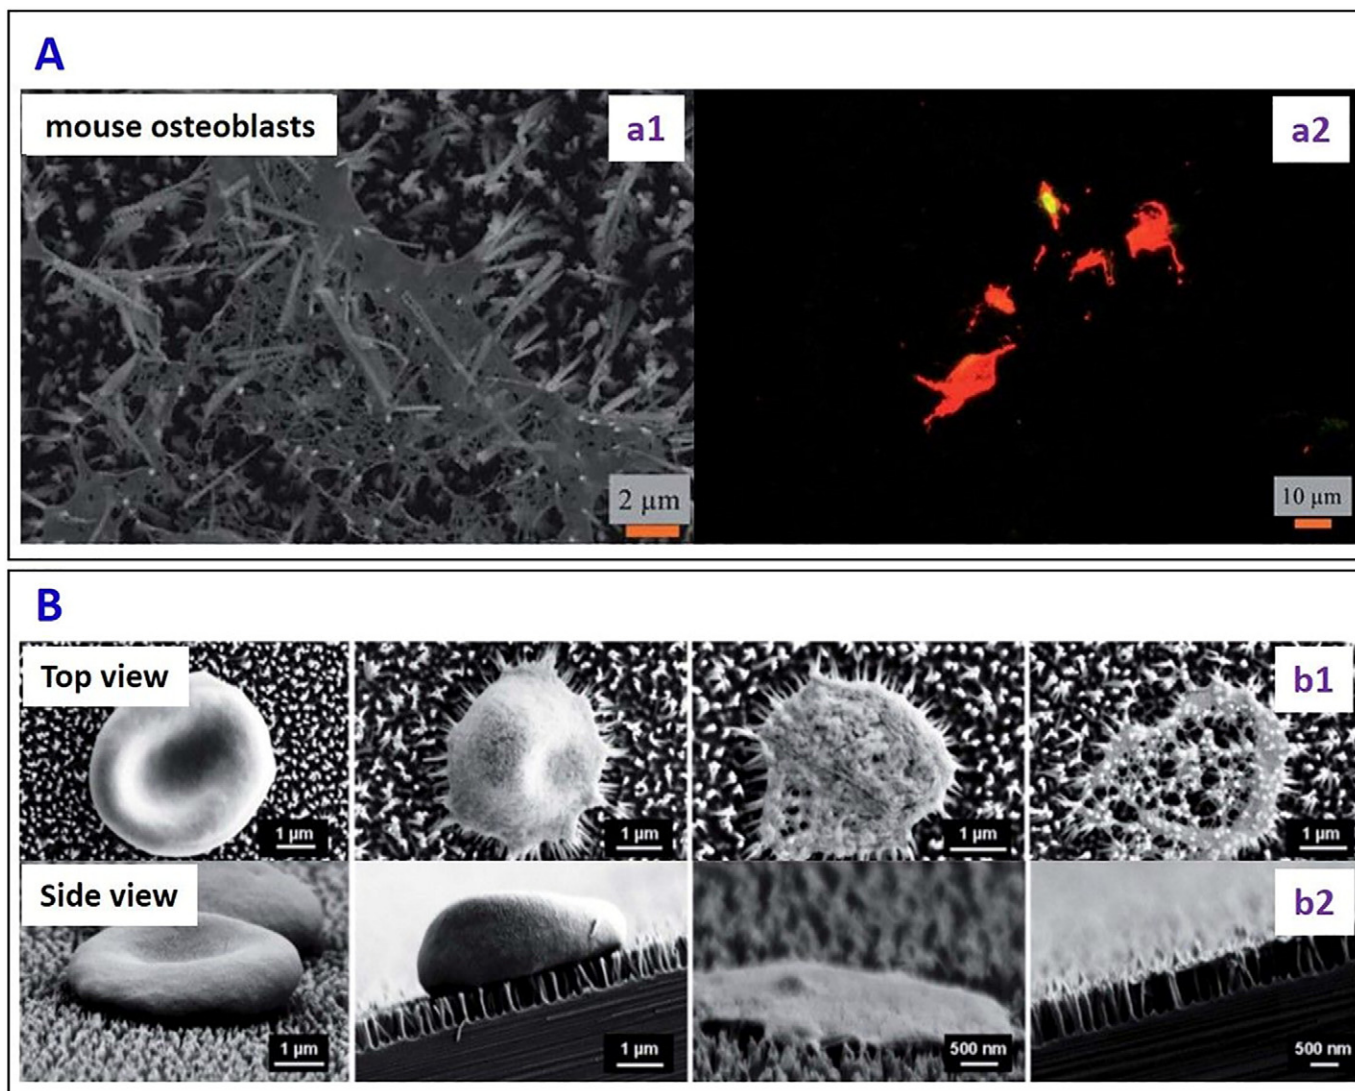 A
mouse osteoblasts
a1
a2
2 µm
10 µm
B
Top view
b1
1 µm
1 µm
1 µm
1 µm
Side view
b2
1 µm
1 µm
500 nm
500 nm